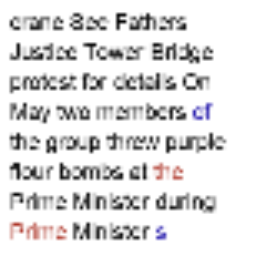 crane See Fathers
Justice Tower Bridge
protest for details On
May two members of
the group threw purple
flour bombs at the
Prime Minister during
Prime Minister s